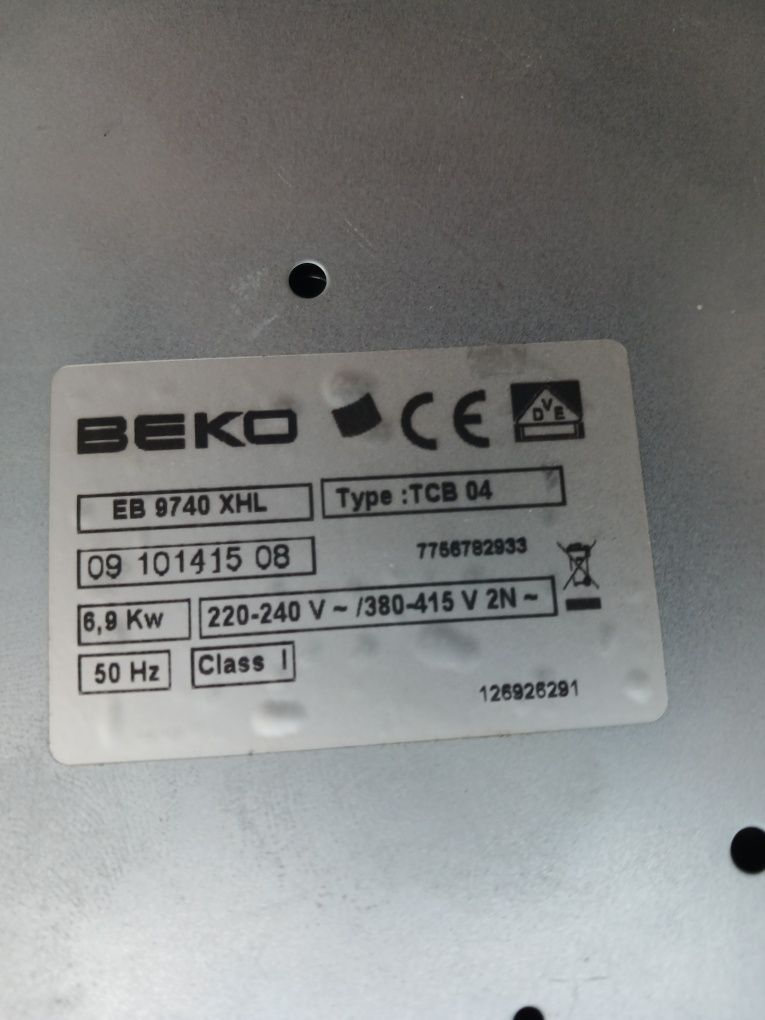 BEKO CE DVE
EB 9740 XHL Type :TCB 04
09 101415 08 7756782933
6,9 Kw 220-240 V ~ /380-415 V 2N ~
50 Hz Class I
126926291